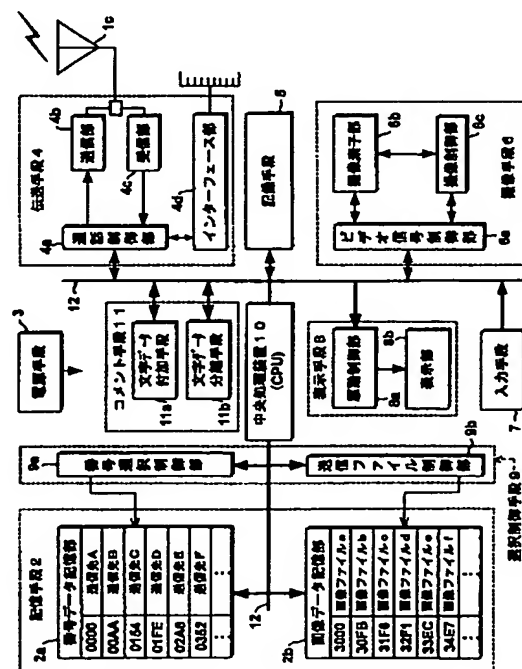 1c
伝送手段4
4b
送信部
受信部
4c
4a
通話制御部
インターフェース部
4d
5
記憶手段
6b
撮像素子部
撮像制御部
6c
撮像手段6
ビデオ信号制御部
6a
12
3
電源手段
コメント手段11
文字データ付加手段
11a
文字データ分離手段
11b
中央処理装置10
(CPU)
表示手段8
駆動制御部
8a
8b
表示部
入力手段
7
9a
番号選択制御部
送信ファイル制御部
9b
選択制御手段9
12
記憶手段2
2a
番号データ記憶部
0000 送信先A
00AA 送信先B
0154 送信先C
01FE 送信先D
02A8 送信先E
0352 送信先F
2b
画像データ記憶部
3000 画像ファイルa
30FB 画像ファイルb
31F6 画像ファイルc
32F1 画像ファイルd
33EC 画像ファイルe
34E7 画像ファイルf